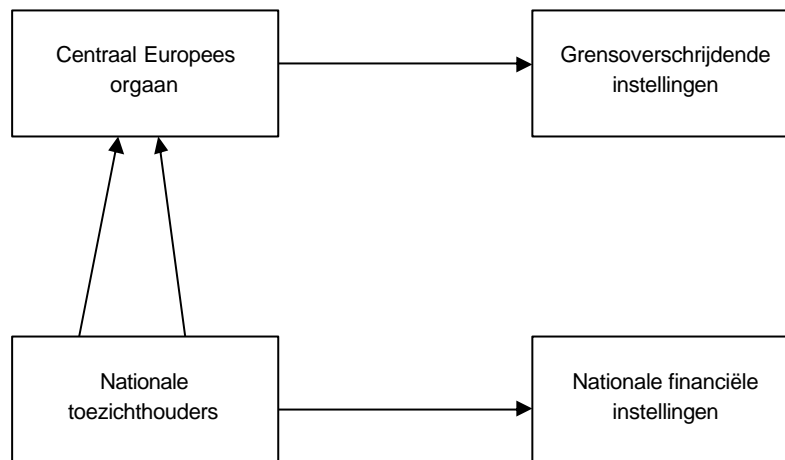 Centraal Europees
orgaan
Grensoverschrijdende
instellingen
Nationale
toezichthouders
Nationale financiële
instellingen